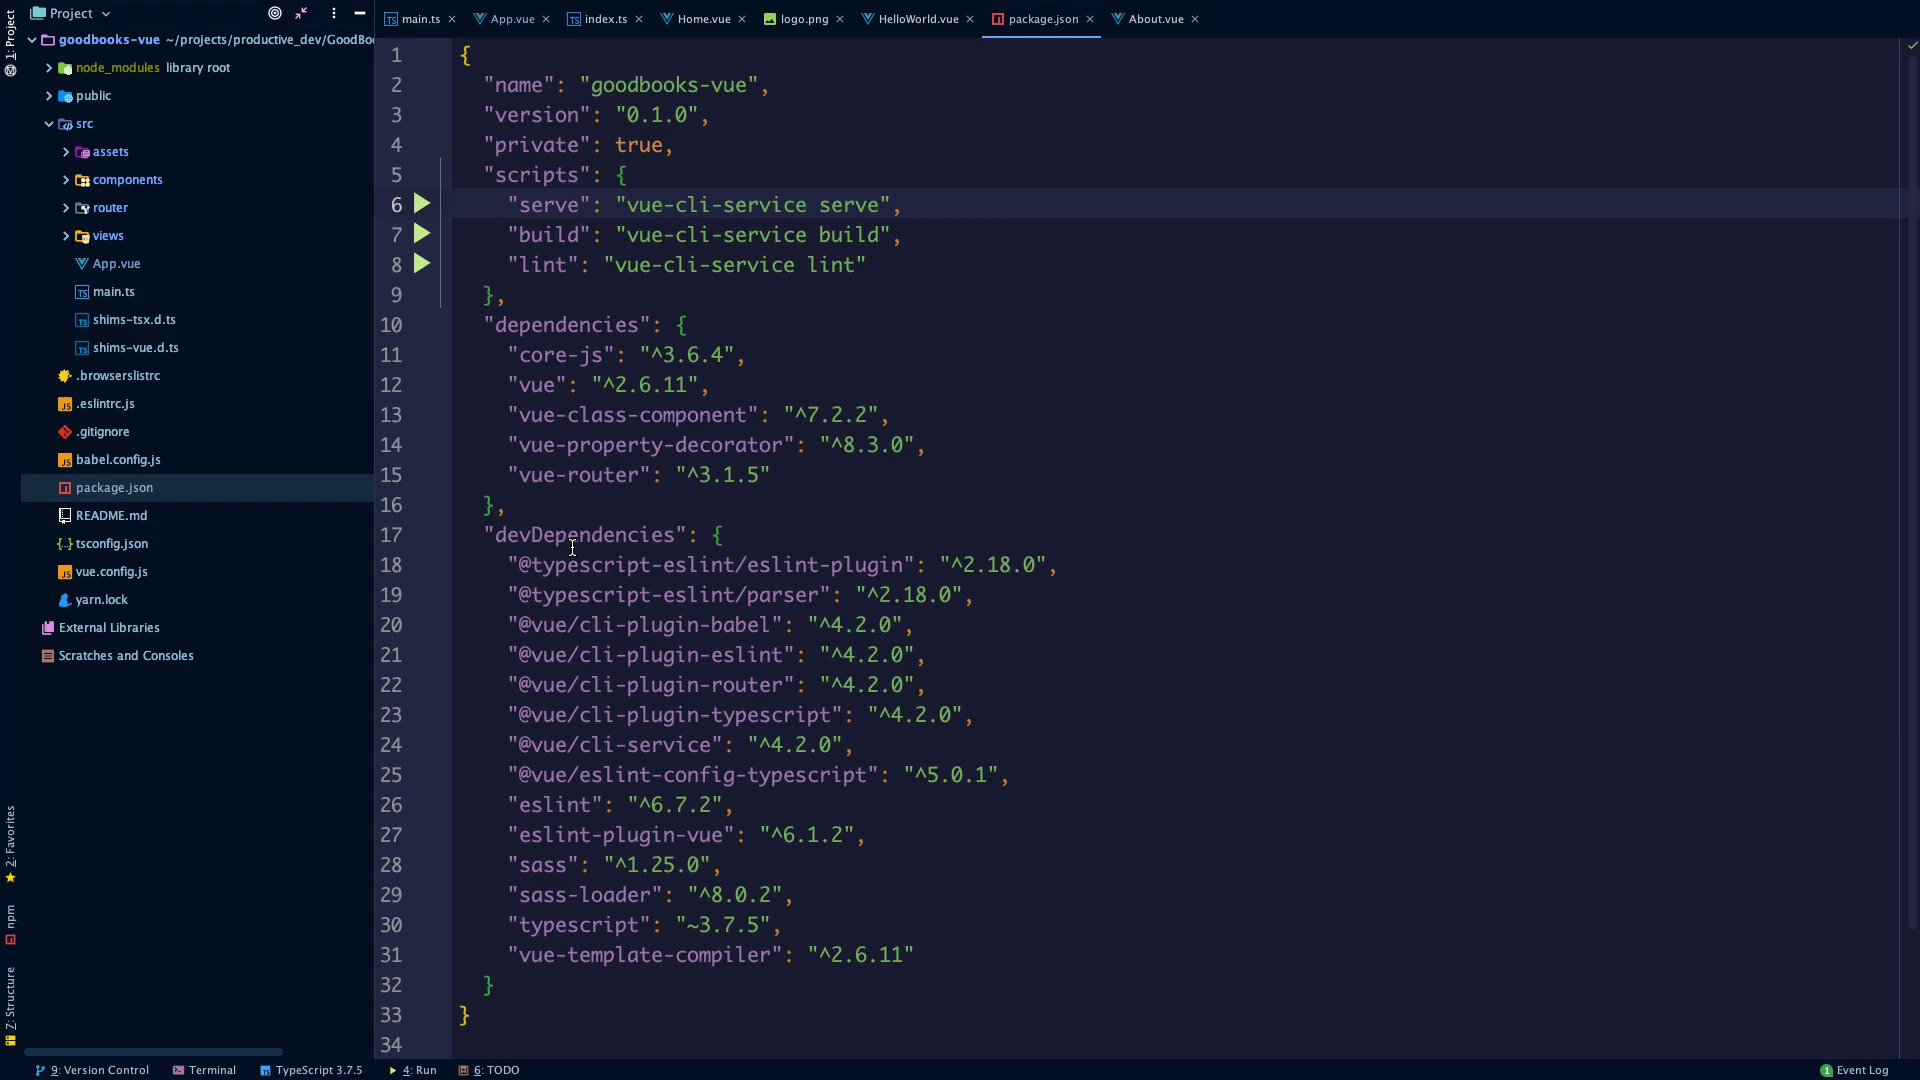 Project
main.ts
App.vue
index.ts
Home.vue
logo.png
HelloWorld.vue
package.json
About.vue
1: Project
goodbooks-vue ~/projects/productive_dev/GoodBo
node_modules library root
public
src
assets
components
router
views
App.vue
main.ts
shims-tsx.d.ts
shims-vue.d.ts
.browserslistrc
.eslintrc.js
.gitignore
babel.config.js
package.json
README.md
tsconfig.json
vue.config.js
yarn.lock
External Libraries
Scratches and Consoles
2: Favorites
npm
7: Structure
1 {
2 "name": "goodbooks-vue",
3 "version": "0.1.0",
4 "private": true,
5 "scripts": {
6 "serve": "vue-cli-service serve",
7 "build": "vue-cli-service build",
8 "lint": "vue-cli-service lint"
9 },
10 "dependencies": {
11 "core-js": "^3.6.4",
12 "vue": "^2.6.11",
13 "vue-class-component": "^7.2.2",
14 "vue-property-decorator": "^8.3.0",
15 "vue-router": "^3.1.5"
16 },
17 "devDependencies": {
18 "@typescript-eslint/eslint-plugin": "^2.18.0",
19 "@typescript-eslint/parser": "^2.18.0",
20 "@vue/cli-plugin-babel": "^4.2.0",
21 "@vue/cli-plugin-eslint": "^4.2.0",
22 "@vue/cli-plugin-router": "^4.2.0",
23 "@vue/cli-plugin-typescript": "^4.2.0",
24 "@vue/cli-service": "^4.2.0",
25 "@vue/eslint-config-typescript": "^5.0.1",
26 "eslint": "^6.7.2",
27 "eslint-plugin-vue": "^6.1.2",
28 "sass": "^1.25.0",
29 "sass-loader": "^8.0.2",
30 "typescript": "~3.7.5",
31 "vue-template-compiler": "^2.6.11"
32 }
33 }
34
9: Version Control
Terminal
TypeScript 3.7.5
4: Run
6: TODO
1 Event Log